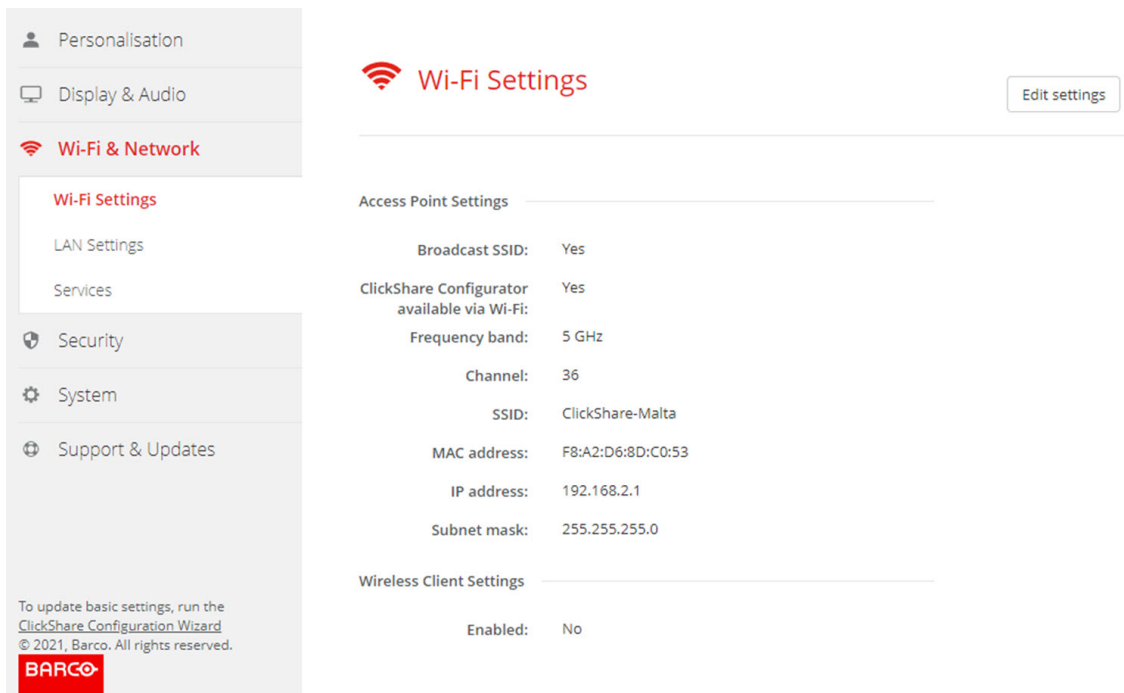 Personalisation
Display & Audio
Wi-Fi & Network
Wi-Fi Settings
LAN Settings
Services
Security
System
Support & Updates
To update basic settings, run the
ClickShare Configuration Wizard
© 2021, Barco. All rights reserved.
BARCO
Wi-Fi Settings
Edit settings
Access Point Settings
Broadcast SSID: Yes
ClickShare Configurator Yes
available via Wi-Fi:
Frequency band: 5 GHz
Channel: 36
SSID: ClickShare-Malta
MAC address: F8:A2:D6:8D:C0:53
IP address: 192.168.2.1
Subnet mask: 255.255.255.0
Wireless Client Settings
Enabled: No